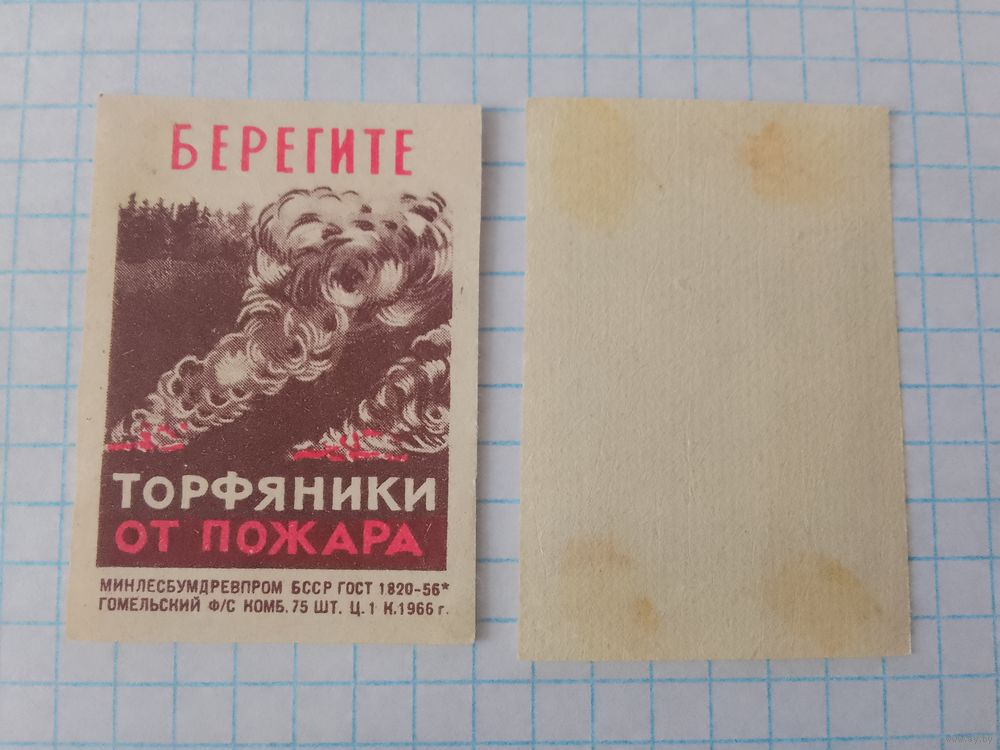 БЕРЕГИТЕ
ТОРФЯНИКИ
ОТ ПОЖАРА
МИНЛЕСБУМДРЕВПРОМ БССР ГОСТ 1820-56*
ГОМЕЛЬСКИЙ Ф/С КОМБ. 75 ШТ. Ц. 1 К. 1966 г.